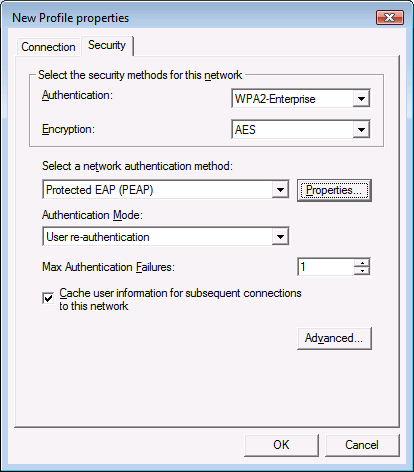 New Profile properties
Connection
Security
Select the security methods for this network
Authentication:
WPA2-Enterprise
Encryption:
AES
Select a network authentication method:
Protected EAP (PEAP)
Properties...
Authentication Mode:
User re-authentication
Max Authentication Failures:
1
Cache user information for subsequent connections
to this network
Advanced...
OK
Cancel